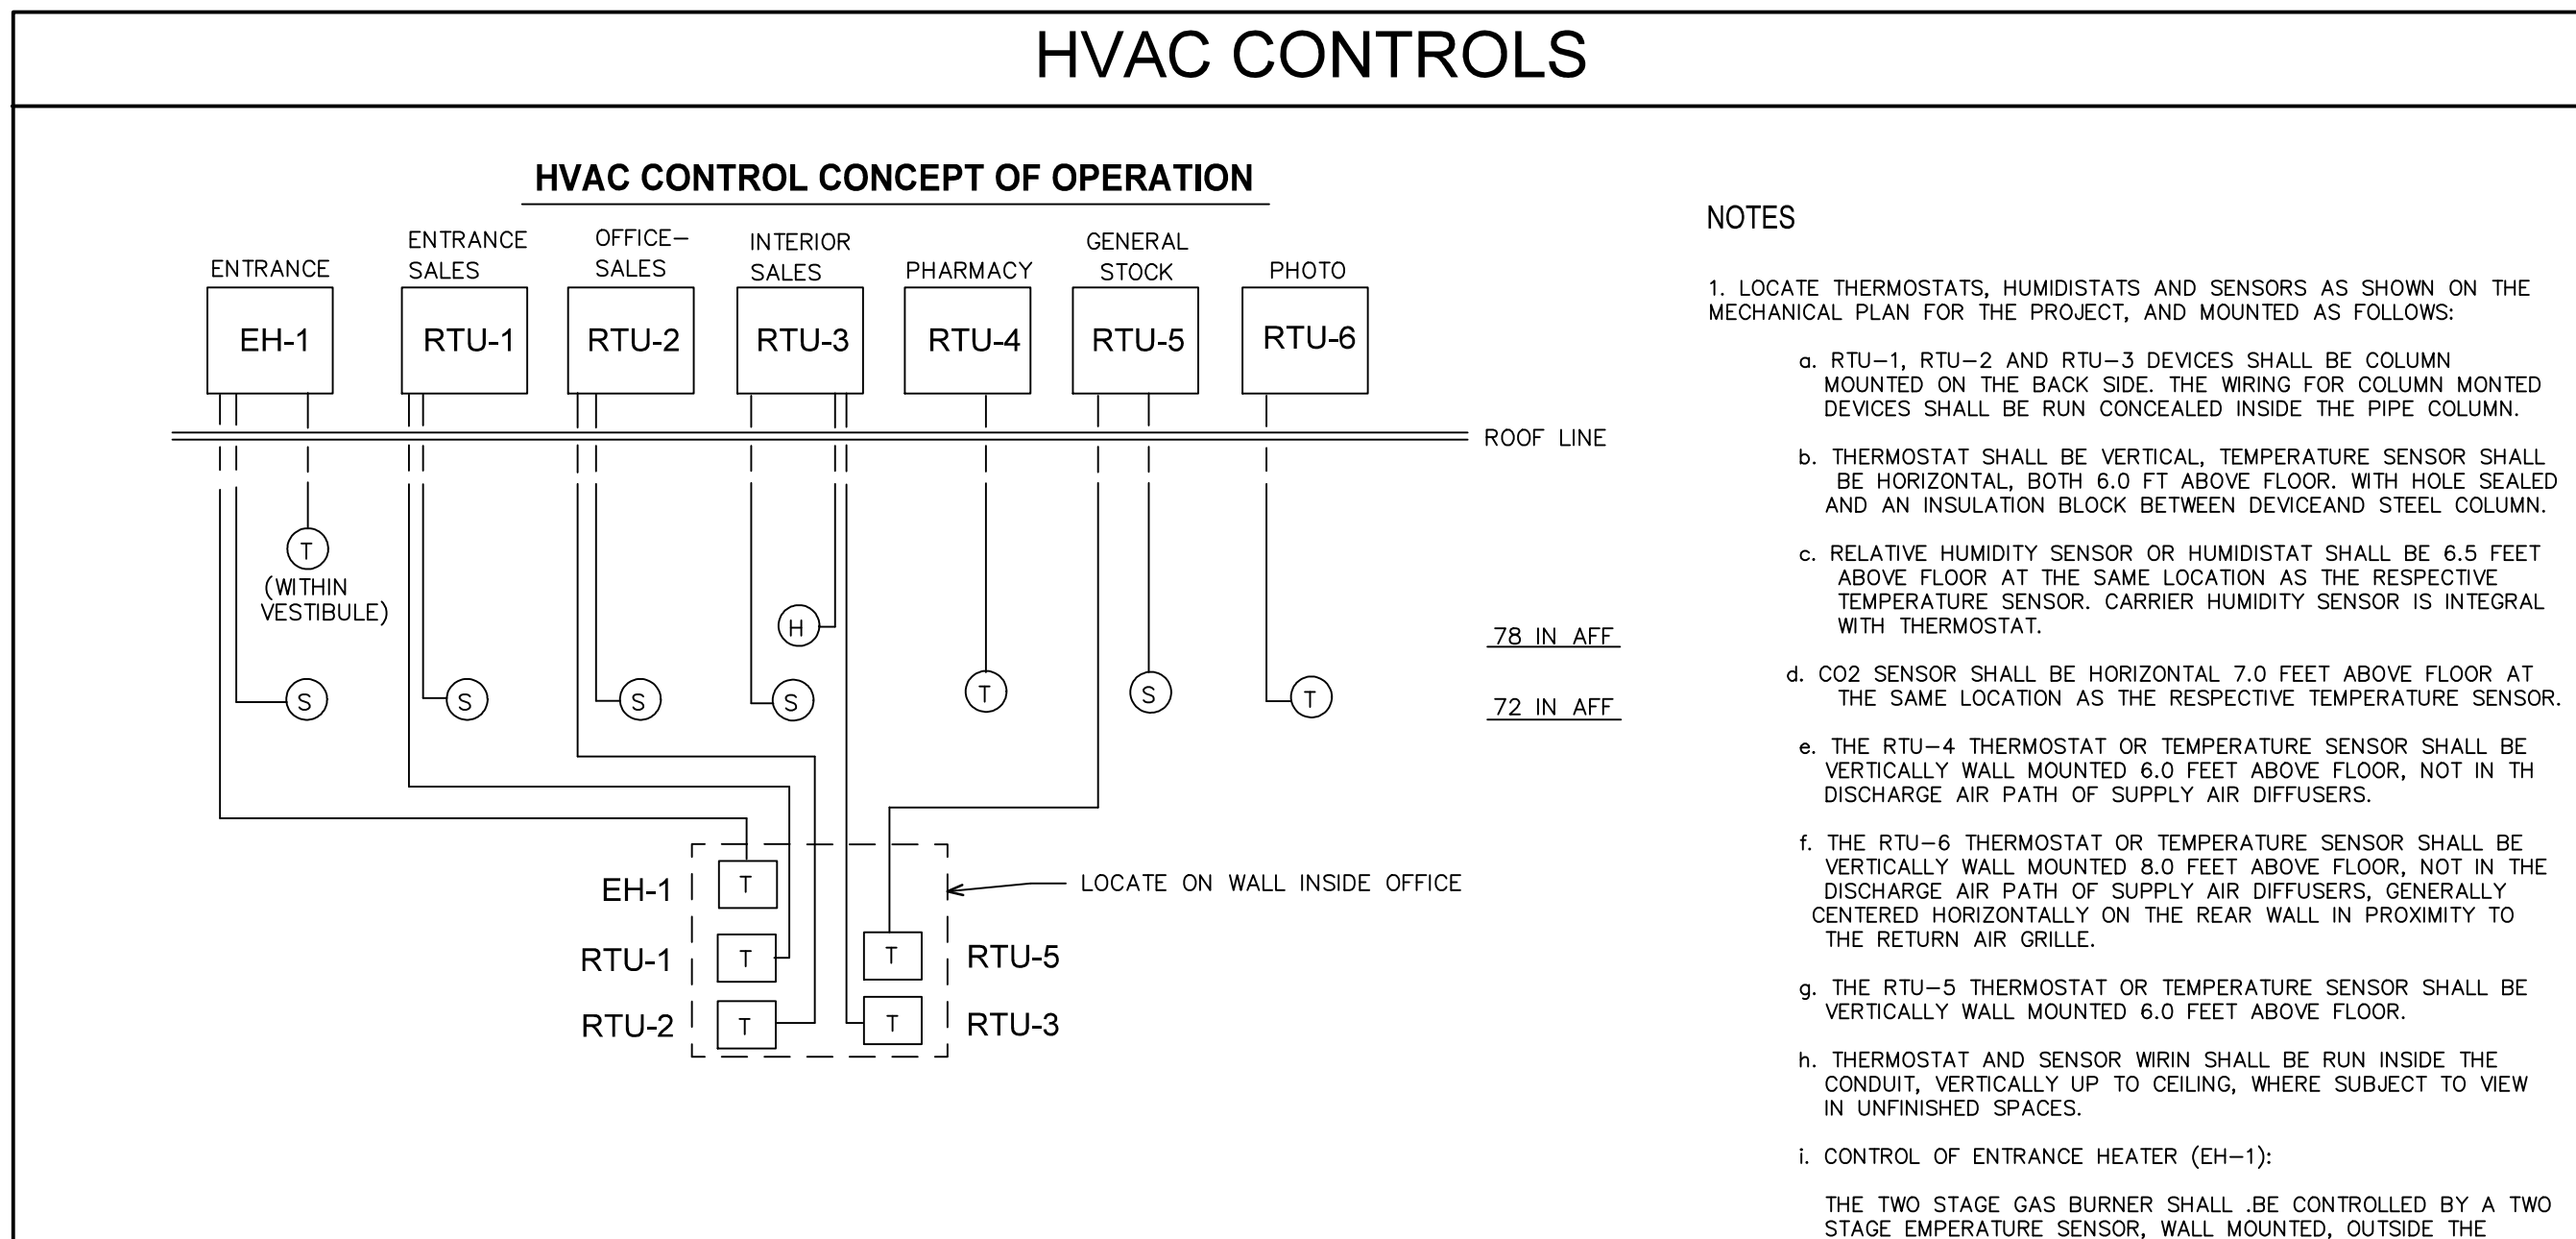 HVAC CONTROLS
HVAC CONTROL CONCEPT OF OPERATION
ENTRANCE
ENTRANCE
SALES
OFFICE-
SALES
INTERIOR
SALES
PHARMACY
GENERAL
STOCK
PHOTO
EH-1
RTU-1
RTU-2
RTU-3
RTU-4
RTU-5
RTU-6
ROOF LINE
T
(WITHIN
VESTIBULE)
H
78 IN AFF
S
S
S
S
T
S
T
72 IN AFF
EH-1
T
LOCATE ON WALL INSIDE OFFICE
RTU-1
T
T
RTU-5
RTU-2
T
T
RTU-3
NOTES
1. LOCATE THERMOSTATS, HUMIDISTATS AND SENSORS AS SHOWN ON THE
MECHANICAL PLAN FOR THE PROJECT, AND MOUNTED AS FOLLOWS:
a. RTU-1, RTU-2 AND RTU-3 DEVICES SHALL BE COLUMN
MOUNTED ON THE BACK SIDE. THE WIRING FOR COLUMN MONTED
DEVICES SHALL BE RUN CONCEALED INSIDE THE PIPE COLUMN.
b. THERMOSTAT SHALL BE VERTICAL, TEMPERATURE SENSOR SHALL
BE HORIZONTAL, BOTH 6.0 FT ABOVE FLOOR. WITH HOLE SEALED
AND AN INSULATION BLOCK BETWEEN DEVICEAND STEEL COLUMN.
c. RELATIVE HUMIDITY SENSOR OR HUMIDISTAT SHALL BE 6.5 FEET
ABOVE FLOOR AT THE SAME LOCATION AS THE RESPECTIVE
TEMPERATURE SENSOR. CARRIER HUMIDITY SENSOR IS INTEGRAL
WITH THERMOSTAT.
d. CO2 SENSOR SHALL BE HORIZONTAL 7.0 FEET ABOVE FLOOR AT
THE SAME LOCATION AS THE RESPECTIVE TEMPERATURE SENSOR.
e. THE RTU-4 THERMOSTAT OR TEMPERATURE SENSOR SHALL BE
VERTICALLY WALL MOUNTED 6.0 FEET ABOVE FLOOR, NOT IN TH
DISCHARGE AIR PATH OF SUPPLY AIR DIFFUSERS.
f. THE RTU-6 THERMOSTAT OR TEMPERATURE SENSOR SHALL BE
VERTICALLY WALL MOUNTED 8.0 FEET ABOVE FLOOR, NOT IN THE
DISCHARGE AIR PATH OF SUPPLY AIR DIFFUSERS, GENERALLY
CENTERED HORIZONTALLY ON THE REAR WALL IN PROXIMITY TO
THE RETURN AIR GRILLE.
g. THE RTU-5 THERMOSTAT OR TEMPERATURE SENSOR SHALL BE
VERTICALLY WALL MOUNTED 6.0 FEET ABOVE FLOOR.
h. THERMOSTAT AND SENSOR WIRIN SHALL BE RUN INSIDE THE
CONDUIT, VERTICALLY UP TO CEILING, WHERE SUBJECT TO VIEW
IN UNFINISHED SPACES.
i. CONTROL OF ENTRANCE HEATER (EH-1):
THE TWO STAGE GAS BURNER SHALL .BE CONTROLLED BY A TWO
STAGE EMPERATURE SENSOR, WALL MOUNTED, OUTSIDE THE